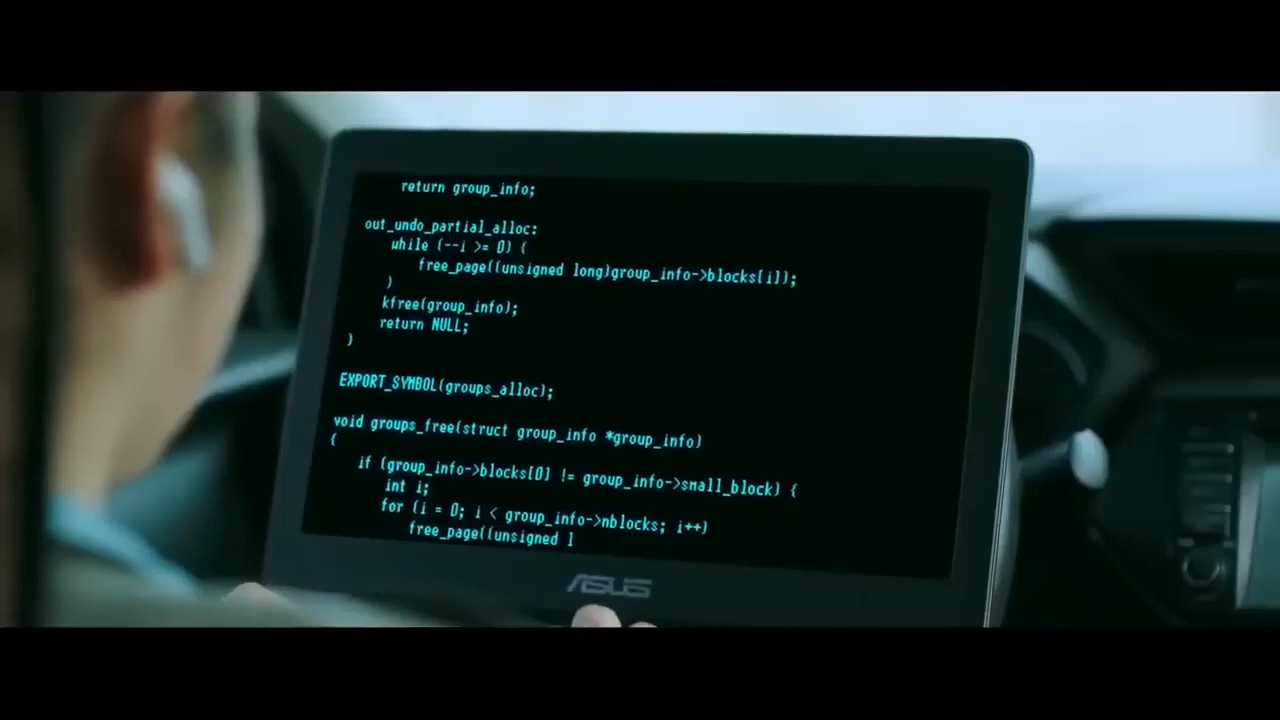 return group_info;
out_undo_partial_alloc:
while (--i >= 0) {
free_page((unsigned long)group_info->blocks[i]);
}
kfree(group_info);
return NULL;
}
EXPORT_SYMBOL(groups_alloc);
void groups_free(struct group_info *group_info)
{
if (group_info->blocks[0] != group_info->small_block) {
int i;
for (i = 0; i < group_info->nblocks; i++)
free_page((unsigned l
ASUS